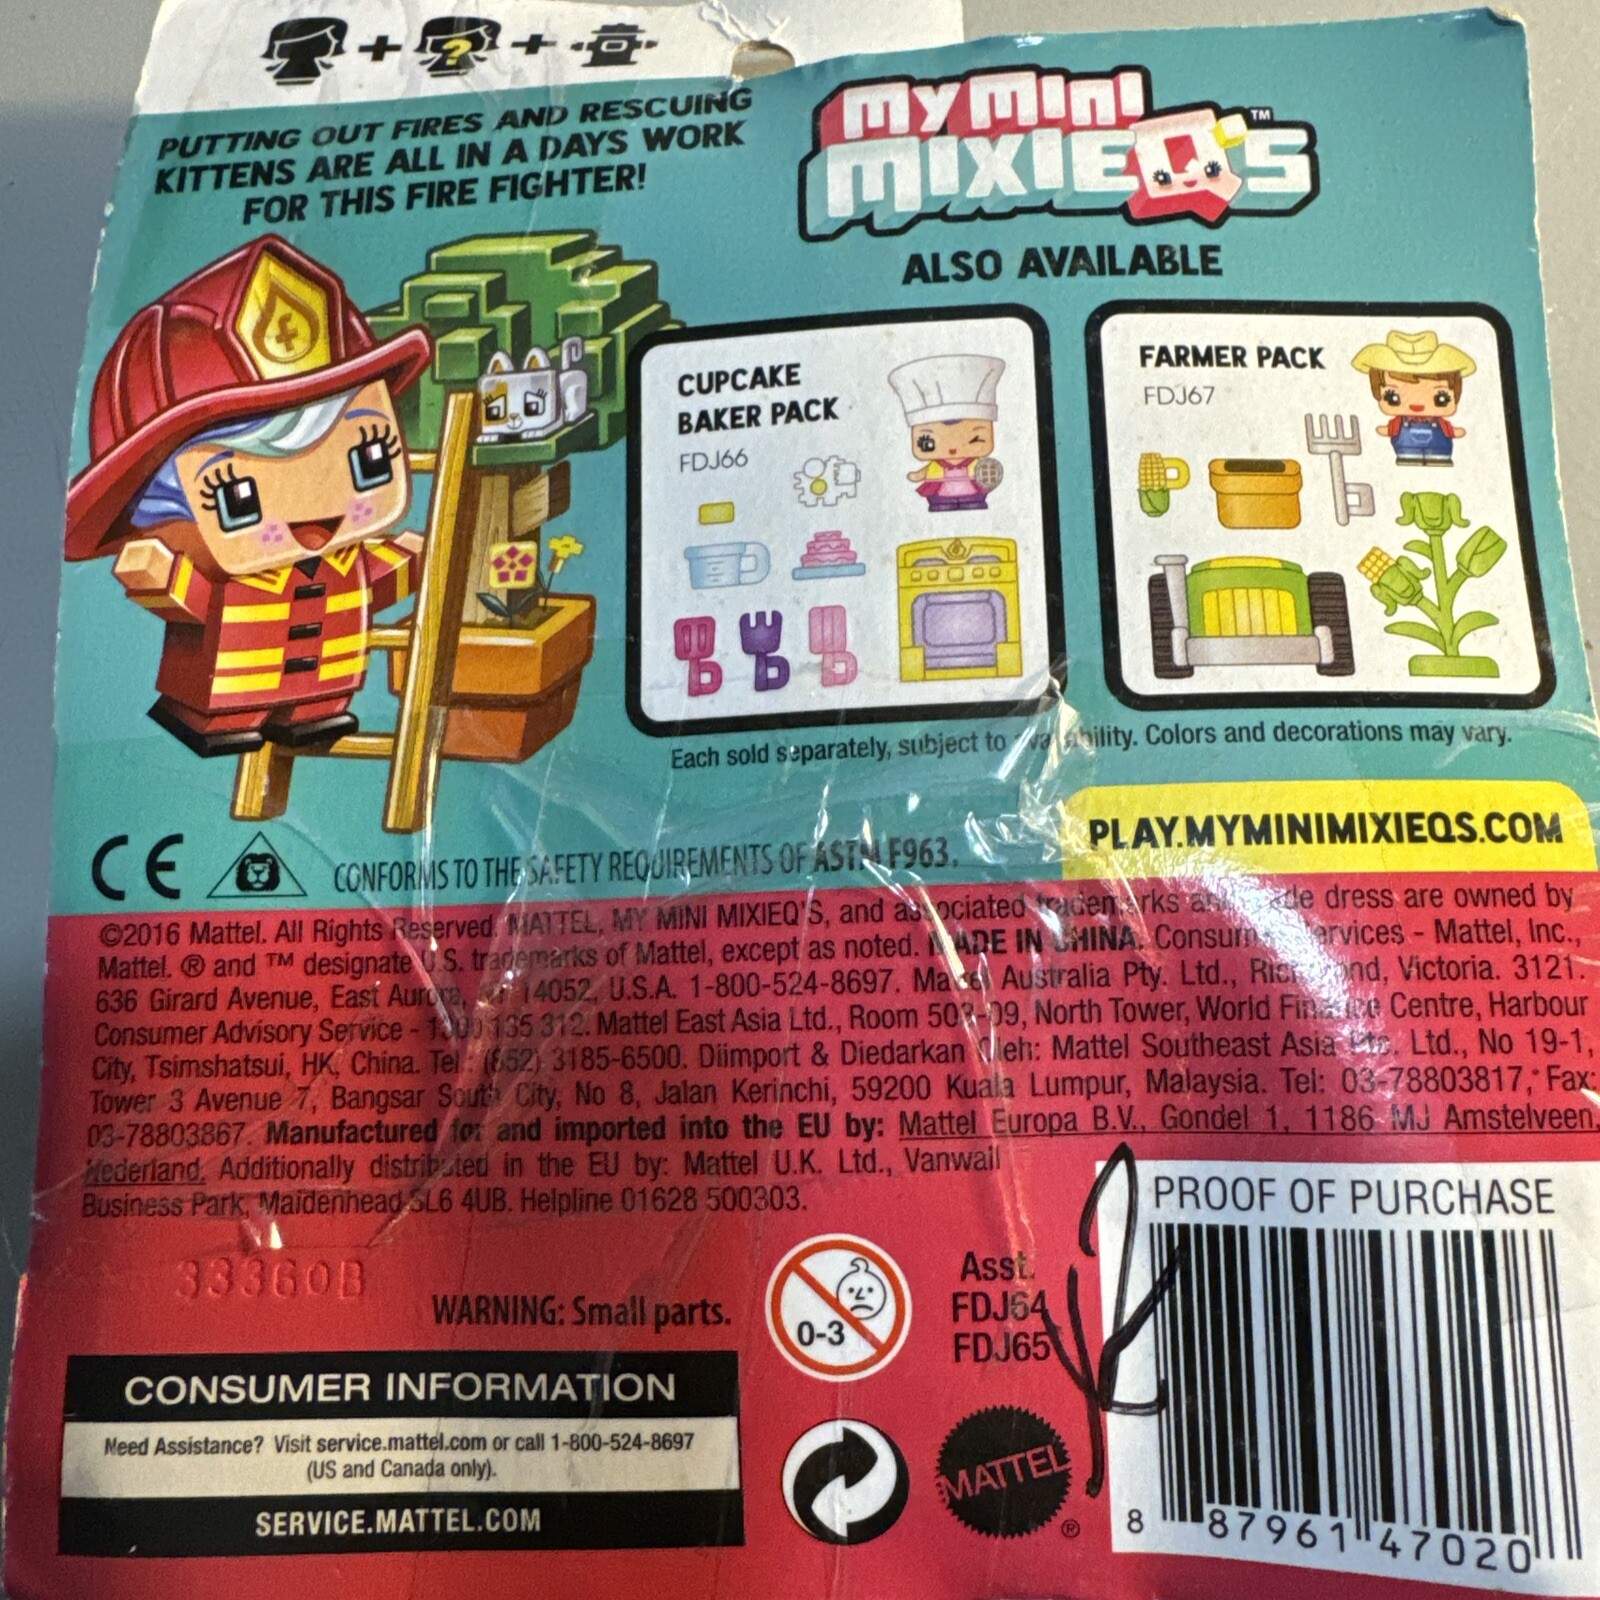 PUTTING OUT FIRES AND RESCUING
KITTENS ARE ALL IN A DAYS WORK
FOR THIS FIRE FIGHTER!
MY MINI
MIXIEQ'S™
ALSO AVAILABLE
CUPCAKE
BAKER PACK
FDJ66
FARMER PACK
FDJ67
Each sold separately, subject to availability. Colors and decorations may vary.
PLAY.MYMINIMIXIEQS.COM
CE
CONFORMS TO THE SAFETY REQUIREMENTS OF ASTM F963.
©2016 Mattel. All Rights Reserved. MATTEL, MY MINI MIXIEQ'S, and associated trademarks and trade dress are owned by
Mattel. ® and ™ designate U.S. trademarks of Mattel, except as noted. MADE IN CHINA. Consumer Services - Mattel, Inc.,
636 Girard Avenue, East Aurora, NY 14052, U.S.A. 1-800-524-8697. Mattel Australia Pty. Ltd., Richmond, Victoria. 3121.
Consumer Advisory Service - 1300 135 312. Mattel East Asia Ltd., Room 503-09, North Tower, World Finance Centre, Harbour
City, Tsimshatsui, HK, China. Tel.: (852) 3185-6500. Diimport & Diedarkan Oleh: Mattel Southeast Asia Pte. Ltd., No 19-1,
Tower 3 Avenue 7, Bangsar South City, No 8, Jalan Kerinchi, 59200 Kuala Lumpur, Malaysia. Tel: 03-78803817, Fax:
03-78803867. Manufactured for and imported into the EU by: Mattel Europa B.V., Gondel 1, 1186 MJ Amstelveen,
Nederland. Additionally distributed in the EU by: Mattel U.K. Ltd., Vanwall
Business Park, Maidenhead SL6 4UB. Helpline 01628 500303.
33360B
WARNING: Small parts.
0-3
Asst.
FDJ64
FDJ65
PROOF OF PURCHASE
8 87961 47020
CONSUMER INFORMATION
Need Assistance? Visit service.mattel.com or call 1-800-524-8697
(US and Canada only).
SERVICE.MATTEL.COM
MATTEL®